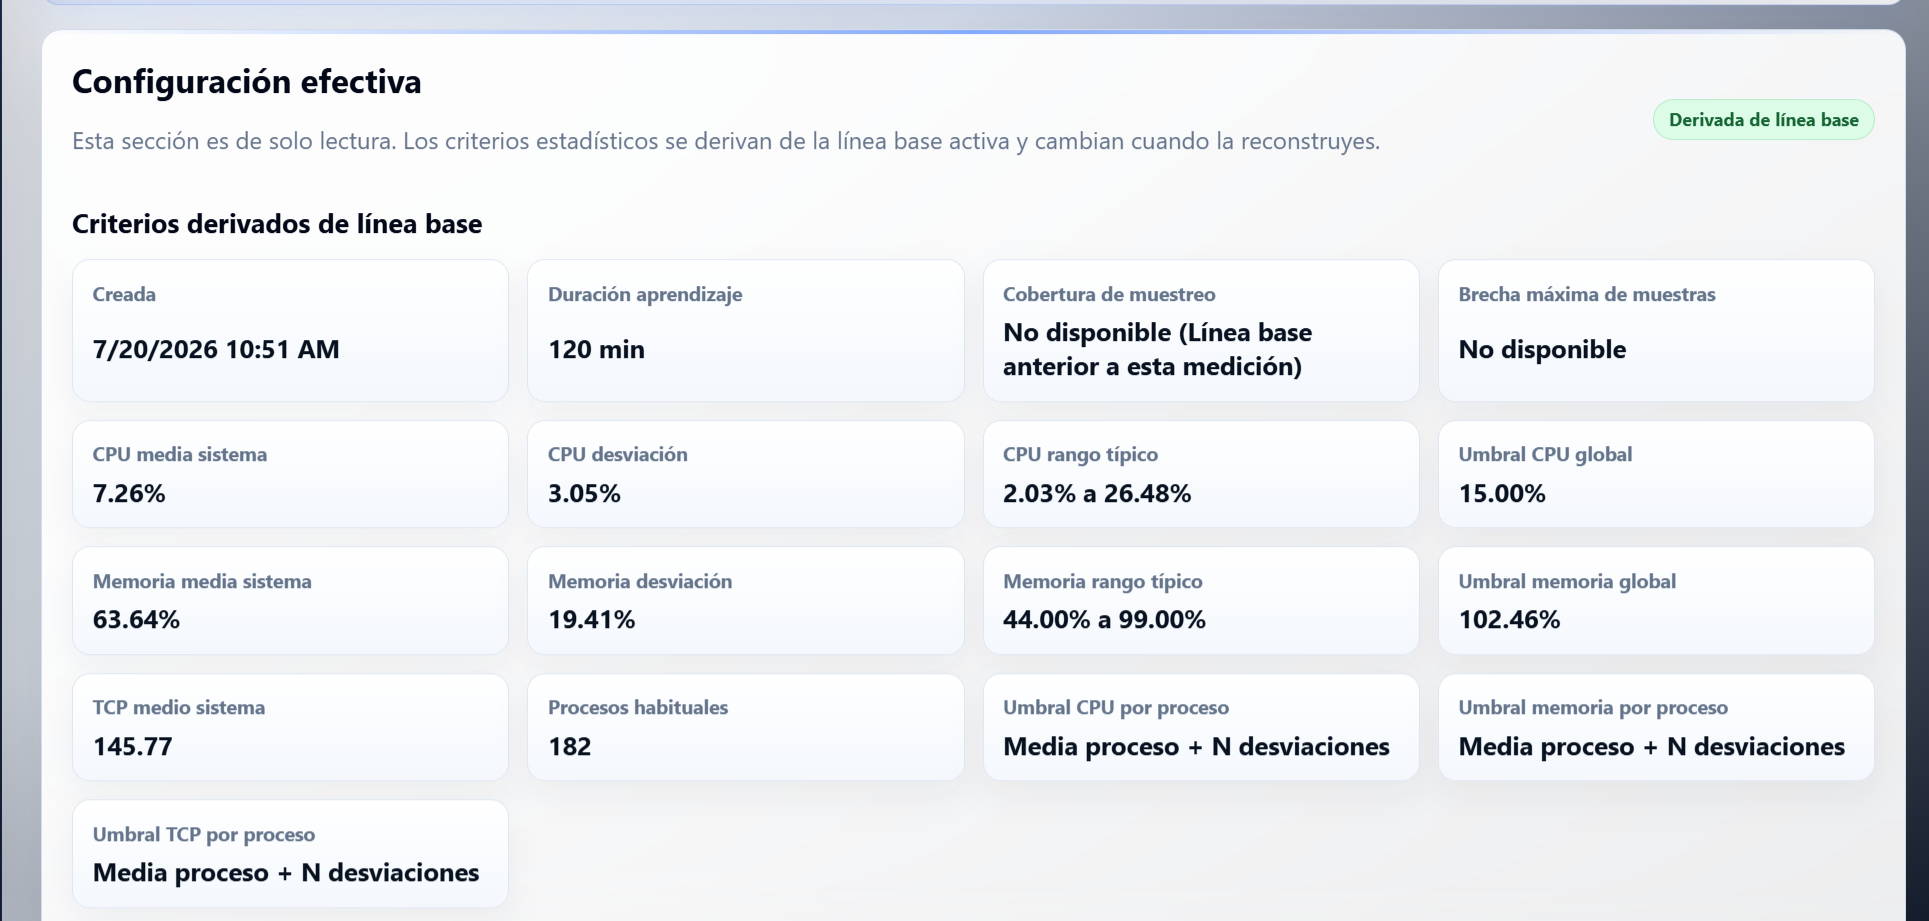 Configuración efectiva
Derivada de línea base
Esta sección es de solo lectura. Los criterios estadísticos se derivan de la línea base activa y cambian cuando la reconstruyes.
Criterios derivados de línea base
Creada
7/20/2026 10:51 AM
Duración aprendizaje
120 min
Cobertura de muestreo
No disponible (Línea base
anterior a esta medición)
Brecha máxima de muestras
No disponible
CPU media sistema
7.26%
CPU desviación
3.05%
CPU rango típico
2.03% a 26.48%
Umbral CPU global
15.00%
Memoria media sistema
63.64%
Memoria desviación
19.41%
Memoria rango típico
44.00% a 99.00%
Umbral memoria global
102.46%
TCP medio sistema
145.77
Procesos habituales
182
Umbral CPU por proceso
Media proceso + N desviaciones
Umbral memoria por proceso
Media proceso + N desviaciones
Umbral TCP por proceso
Media proceso + N desviaciones